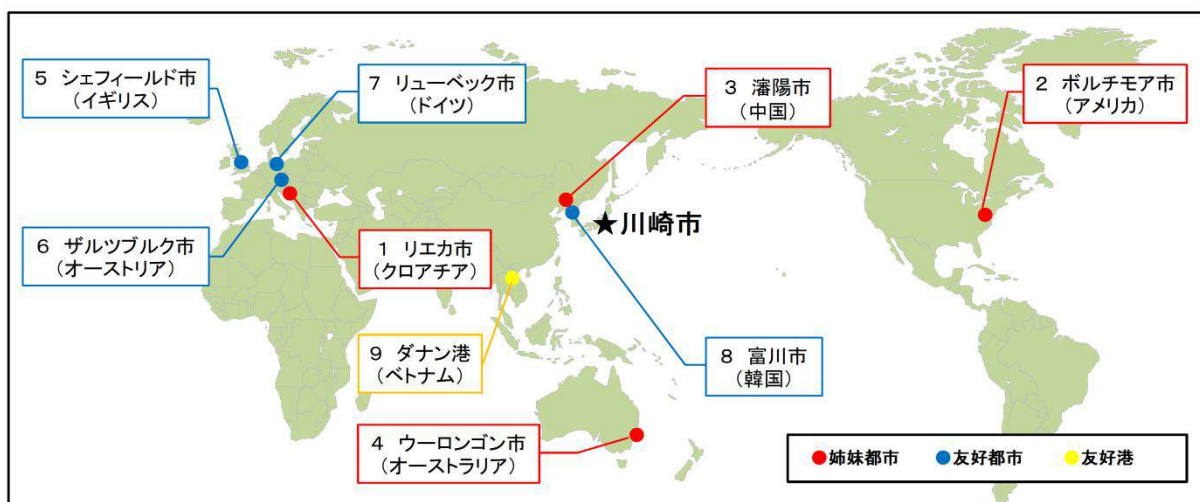 5 シェフィールド市
(イギリス)
7 リューベック市
(ドイツ)
3 瀋陽市
(中国)
2 ボルチモア市
(アメリカ)
★川崎市
6 ザルツブルク市
(オーストリア)
1 リエカ市
(クロアチア)
9 ダナン港
(ベトナム)
8 富川市
(韓国)
4 ウーロンゴン市
(オーストラリア)
●姉妹都市 ●友好都市 ●友好港